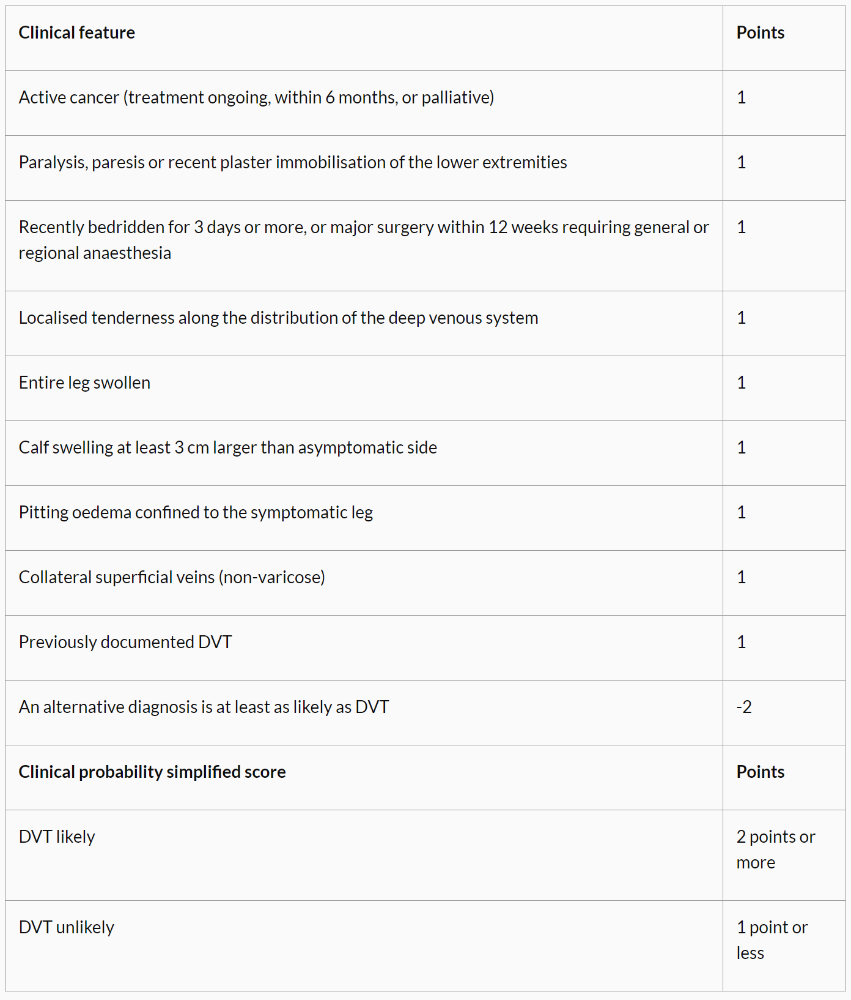 Clinical feature
Points
Active cancer (treatment ongoing, within 6 months, or palliative)
1
Paralysis, paresis or recent plaster immobilisation of the lower extremities
1
Recently bedridden for 3 days or more, or major surgery within 12 weeks requiring general or
regional anaesthesia
1
Localised tenderness along the distribution of the deep venous system
1
Entire leg swollen
1
Calf swelling at least 3 cm larger than asymptomatic side
1
Pitting oedema confined to the symptomatic leg
1
Collateral superficial veins (non-varicose)
1
Previously documented DVT
1
An alternative diagnosis is at least as likely as DVT
-2
Clinical probability simplified score
Points
DVT likely
2 points or
more
DVT unlikely
1 point or
less